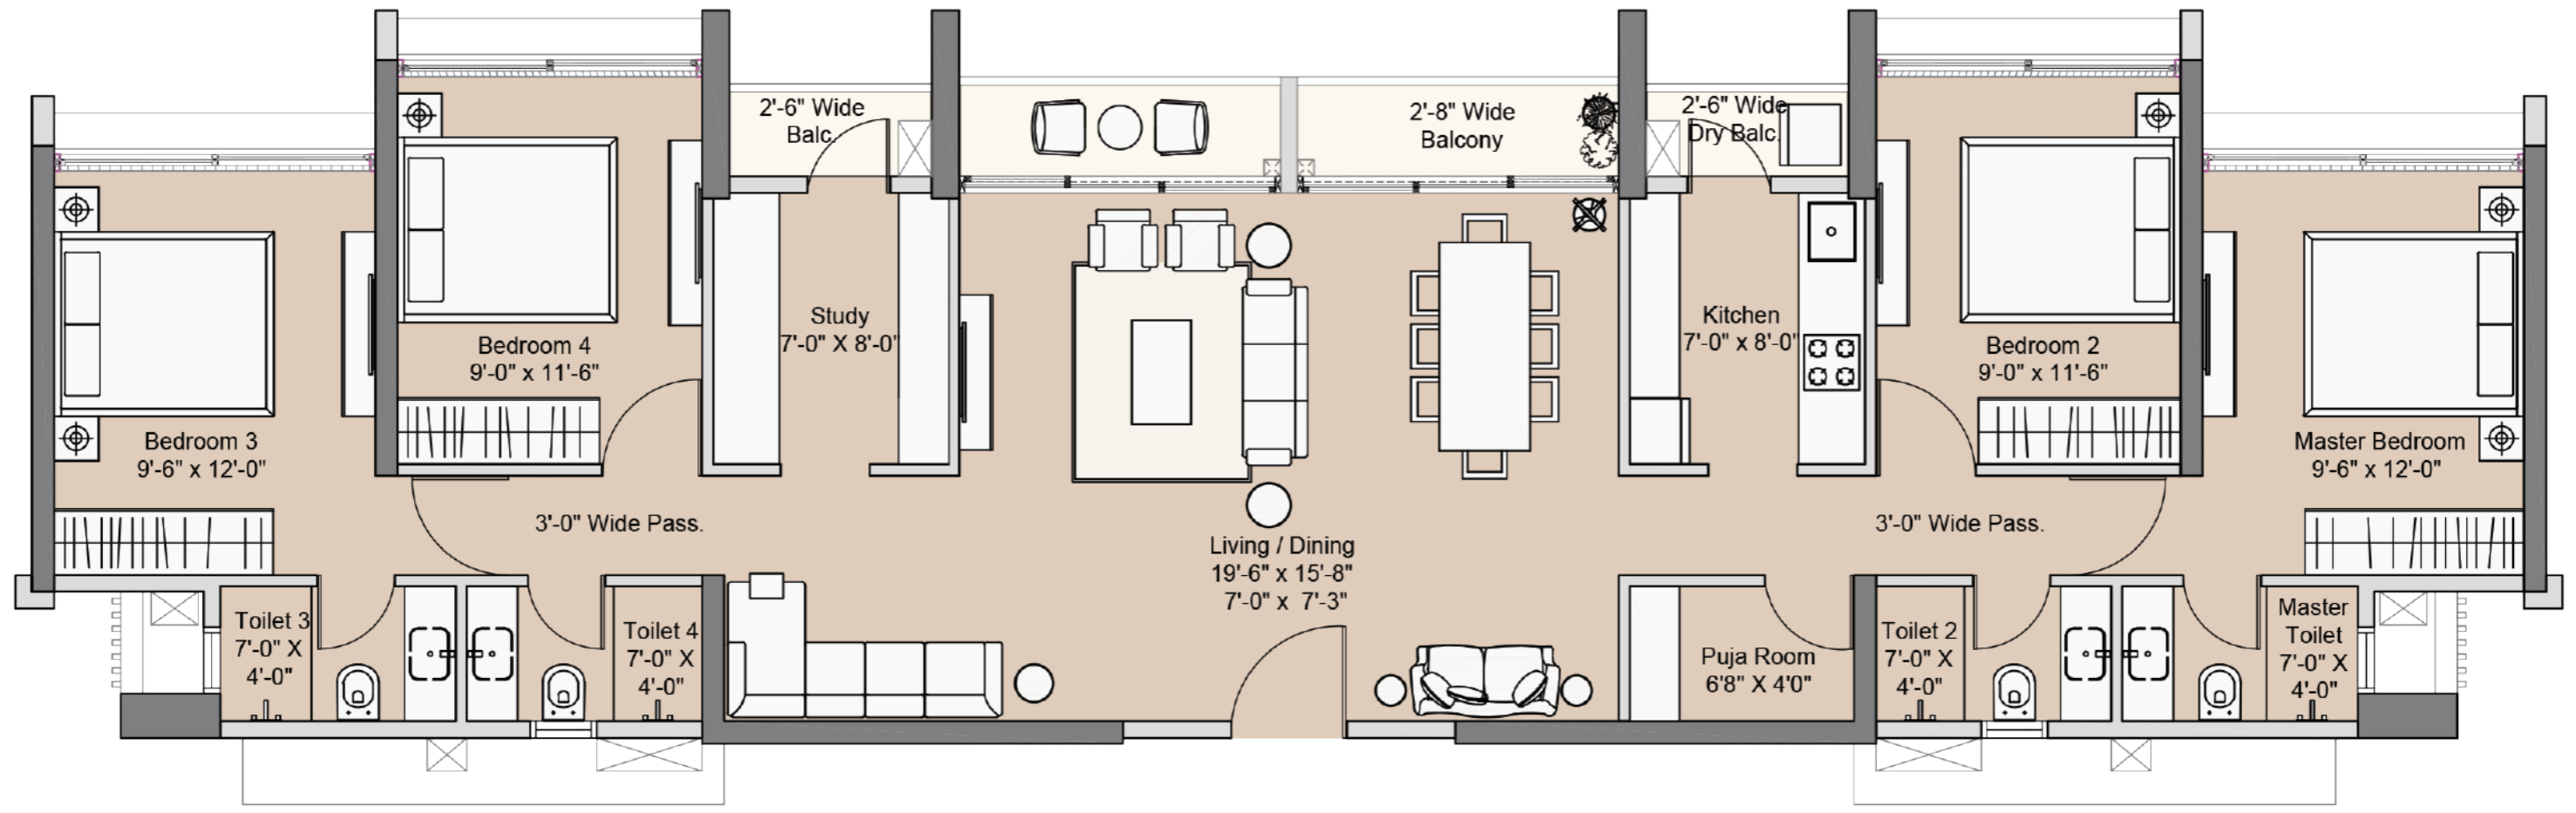 2'-6" Wide
Balc.
2'-8" Wide
Balcony
2'-6" Wide
Dry Balc.
Bedroom 3
9'-6" x 12'-0"
Bedroom 4
9'-0" x 11'-6"
Study
7'-0" X 8'-0"
Kitchen
7'-0" x 8'-0"
Bedroom 2
9'-0" x 11'-6"
Master Bedroom
9'-6" x 12'-0"
3'-0" Wide Pass.
Living / Dining
19'-6" x 15'-8"
7'-0" x 7'-3"
3'-0" Wide Pass.
Toilet 3
7'-0" X
4'-0"
Toilet 4
7'-0" X
4'-0"
Puja Room
6'8" X 4'0"
Toilet 2
7'-0" X
4'-0"
Master
Toilet
7'-0" X
4'-0"